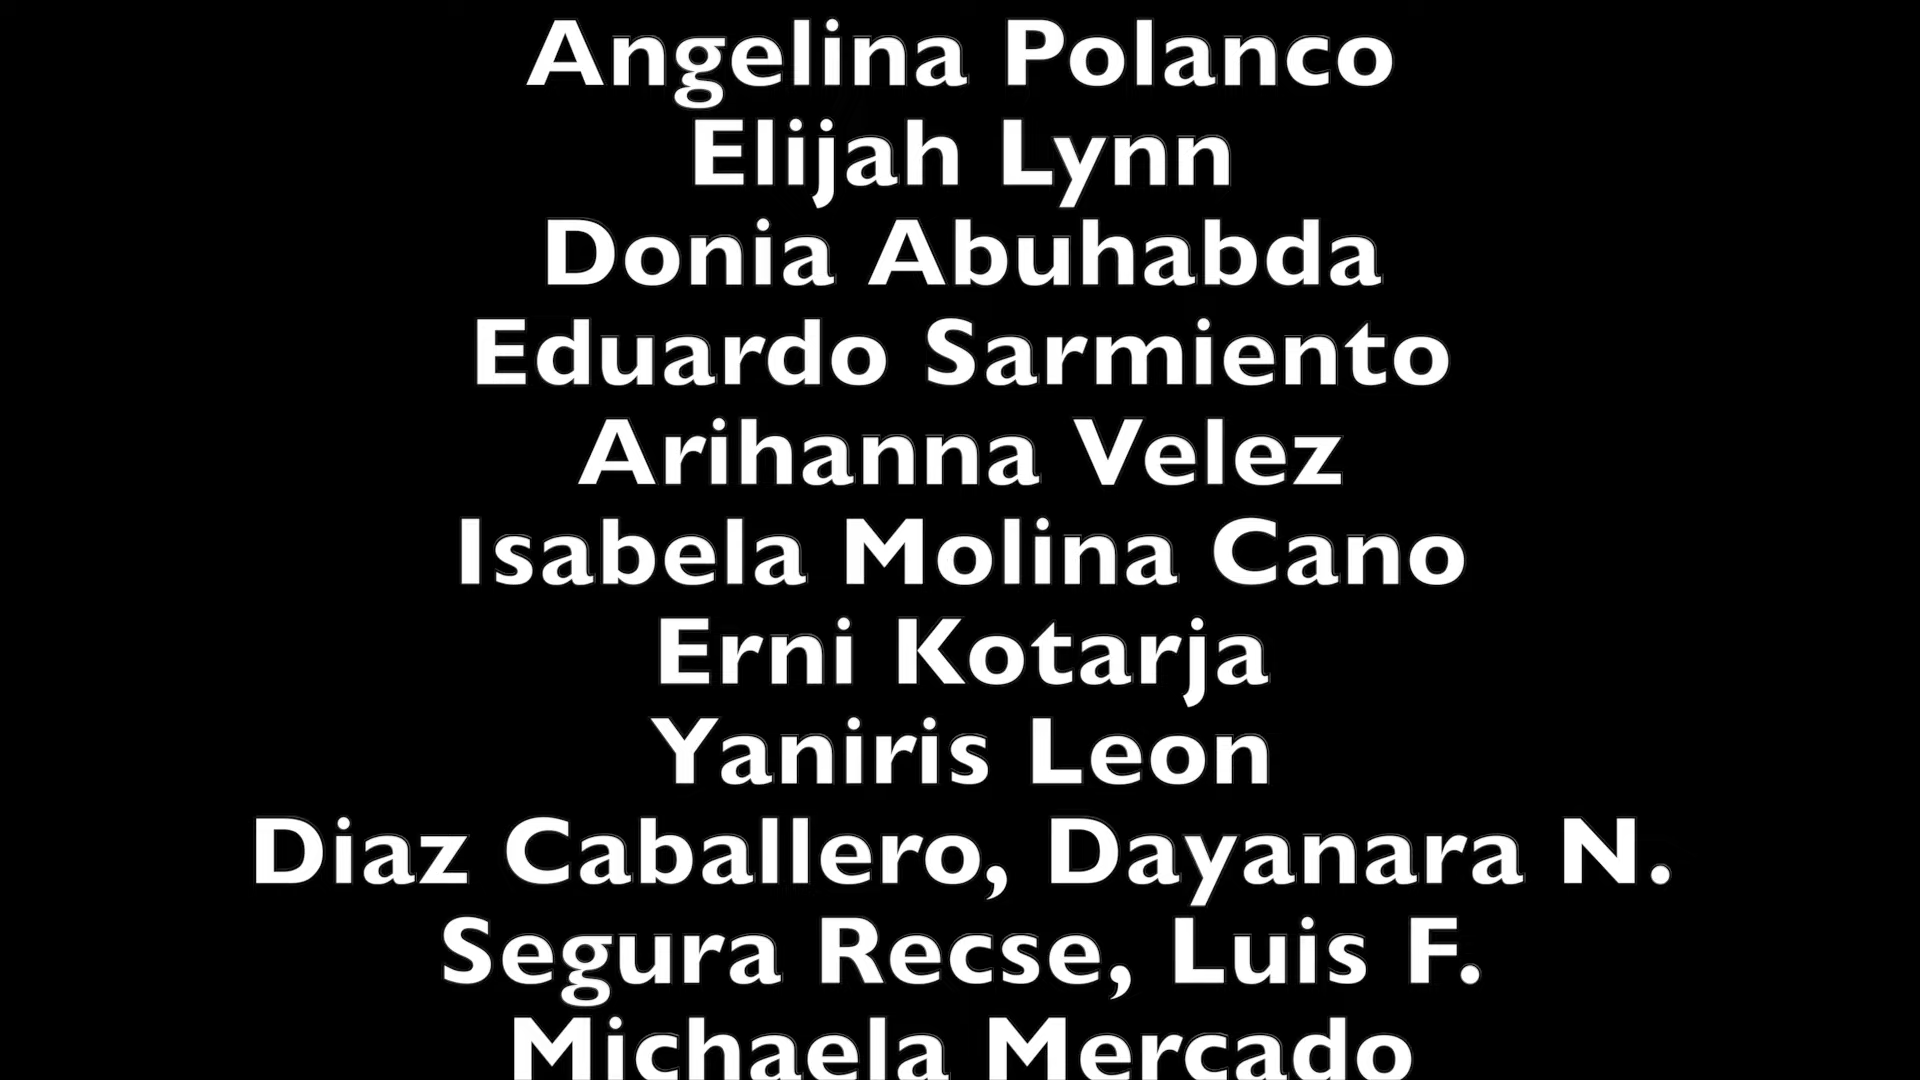 Angelina Polanco
Elijah Lynn
Donia Abuhabda
Eduardo Sarmiento
Arihanna Velez
Isabela Molina Cano
Erni Kotarja
Yaniris Leon
Diaz Caballero, Dayanara N.
Segura Recse, Luis F.
Michaela Mercado